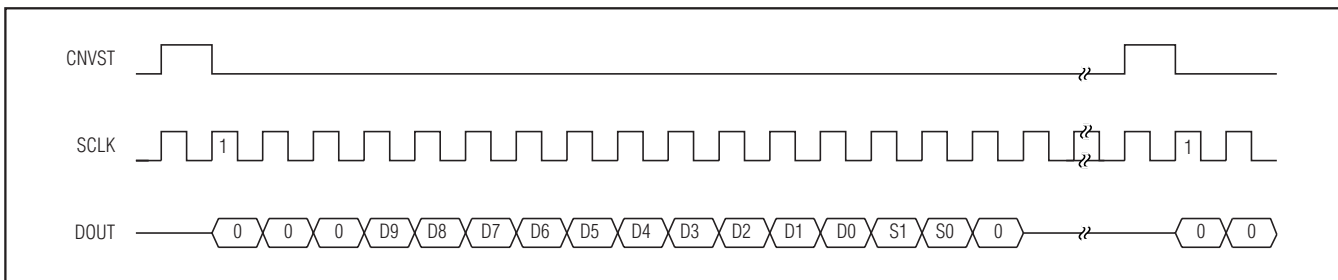 CNVST
SCLK 1 1
DOUT 0 0 0 D9 D8 D7 D6 D5 D4 D3 D2 D1 D0 S1 S0 0 0 0